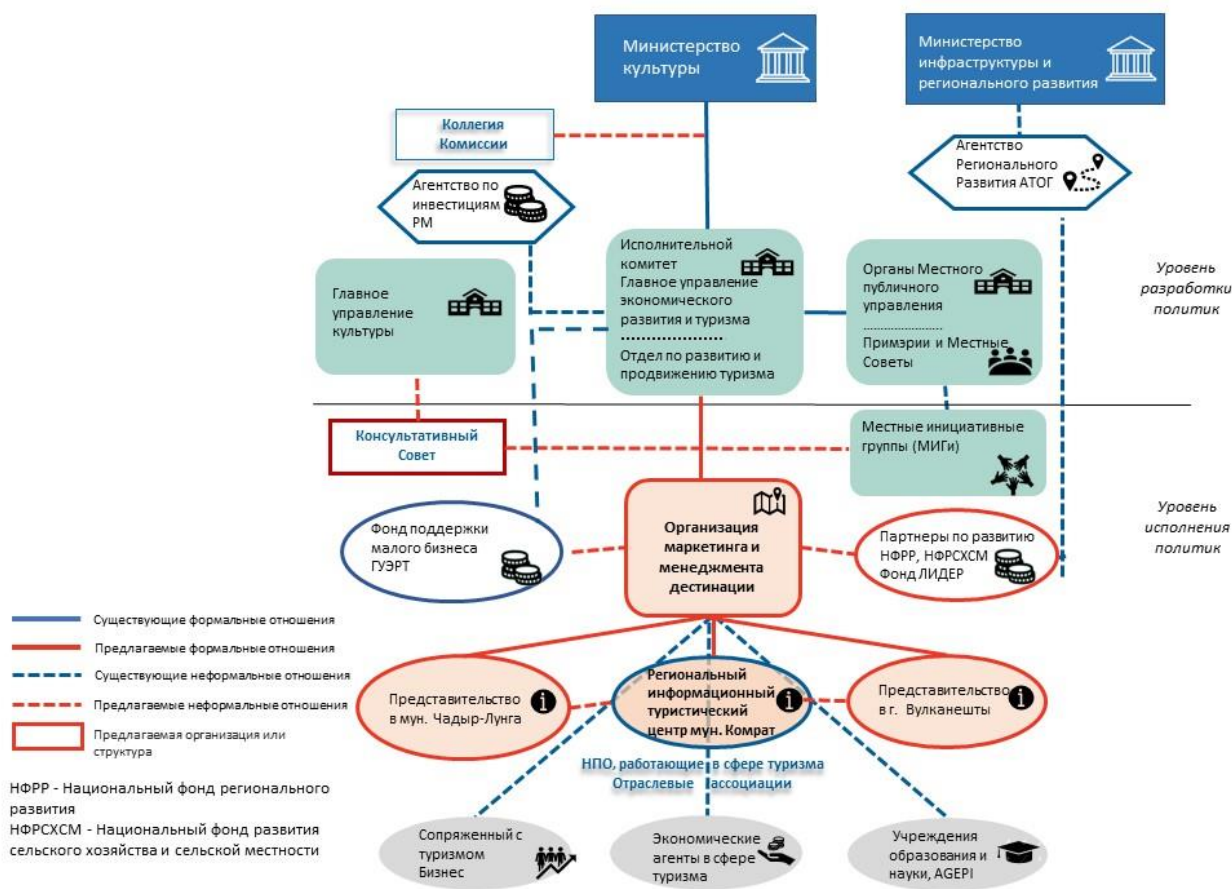 Министерство
культуры
Министерство
инфраструктуры и
регионального развития
Коллегия
Комиссии
Агентство
Регионального
Развития АТОГ
Агентство по
инвестициям
РМ
Исполнительной
комитет
Главное управление
экономического
развития и туризма
.....................
Отдел по развитию и
продвижению туризма
Органы Местного
публичного
управления
.......................
Примэрии и Местные
Советы
Уровень
разработки
политик
Главное
управление
культуры
Консультативный
Совет
Местные инициативные
группы (МИГи)
Уровень
исполнения
политик
Фонд поддержки
малого бизнеса
ГУЭРТ
Организация
маркетинга и
менеджмента
дестинации
Партнеры по развитию
НФРР, НФРСХСМ
Фонд ЛИДЕР
Существующие формальные отношения
Предлагаемые формальные отношения
Существующие неформальные отношения
Предлагаемые неформальные отношения
Предлагаемая организация или
структура
Представительство
в мун. Чадыр-Лунга
Региональный
информационный
туристический
центр мун. Комрат
Представительство
в г. Вулканешты
НПО, работающие в сфере туризма
Отраслевые ассоциации
НФРР - Национальный фонд регионального
развития
НФРСХСМ - Национальный фонд развития
сельского хозяйства и сельской местности
Сопряженный с
туризмом
Бизнес
Экономические
агенты в сфере
туризма
Учреждения
образования и
науки, AGEPI